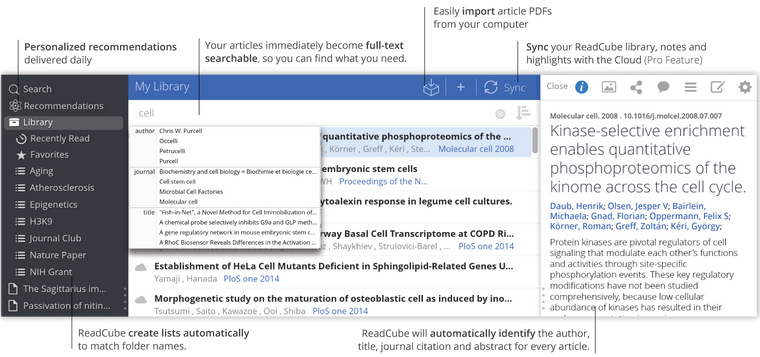 Easily import article PDFs
from your computer
Personalized recommendations
delivered daily
Your articles immediately become full-text
searchable, so you can find what you need.
Sync your ReadCube library, notes and
highlights with the Cloud (Pro Feature)
Search
Recommendations
Library
Recently Read
Favorites
Aging
Atherosclerosis
Epigenetics
H3K9
Journal Club
Nature Paper
NIH Grant
The Sagittarius im...
Passivation of nitin...
My Library
+
Sync
cell
author Chris W. Purcell
Occelli
Petrucelli
Purcell
journal Biochemistry and cell biology = Biochimie et biologie ce...
Cell stem cell
Microbial Cell Factories
Molecular cell
title "Fish-in-Net", a Novel Method for Cell Immobilization of...
A chemical probe selectively inhibits G9a and GLP meth...
A gene regulatory network in mouse embryonic stem c...
A RhoC Biosensor Reveals Differences in the Activation ...
quantitative phosphoproteomics of the ...
, Körner , Greff , Kéri , Ste... Molecular cell 2008
embryonic stem cells
WH Proceedings of the N...
ytoalexin response in legume cell cultures.
rway Basal Cell Transcriptome at COPD Ri...
, Shaykhiev , Strulovici-Barel , ... PLoS one 2014
Establishment of HeLa Cell Mutants Deficient in Sphingolipid-Related Genes U...
Yamaji , Hanada PLoS one 2014
Morphogenetic study on the maturation of osteoblastic cell as induced by ino...
Tsutsumi , Saito , Kawazoe , Ooi , Shiba PLoS one 2014
Close
Molecular cell. 2008 . 10.1016/j.molcel.2008.07.007
Kinase-selective enrichment
enables quantitative
phosphoproteomics of the
kinome across the cell cycle.
Daub, Henrik; Olsen, Jesper V; Bairlein,
Michaela; Gnad, Florian; Oppermann, Felix S;
Körner, Roman; Greff, Zoltán; Kéri, György;
Protein kinases are pivotal regulators of cell
signaling that modulate each other's functions
and activities through site-specific
phosphorylation events. These key regulatory
modifications have not been studied
comprehensively, because low cellular
abundance of kinases has resulted in their
ReadCube create lists automatically
to match folder names.
ReadCube will automatically identify the author,
title, journal citation and abstract for every article.